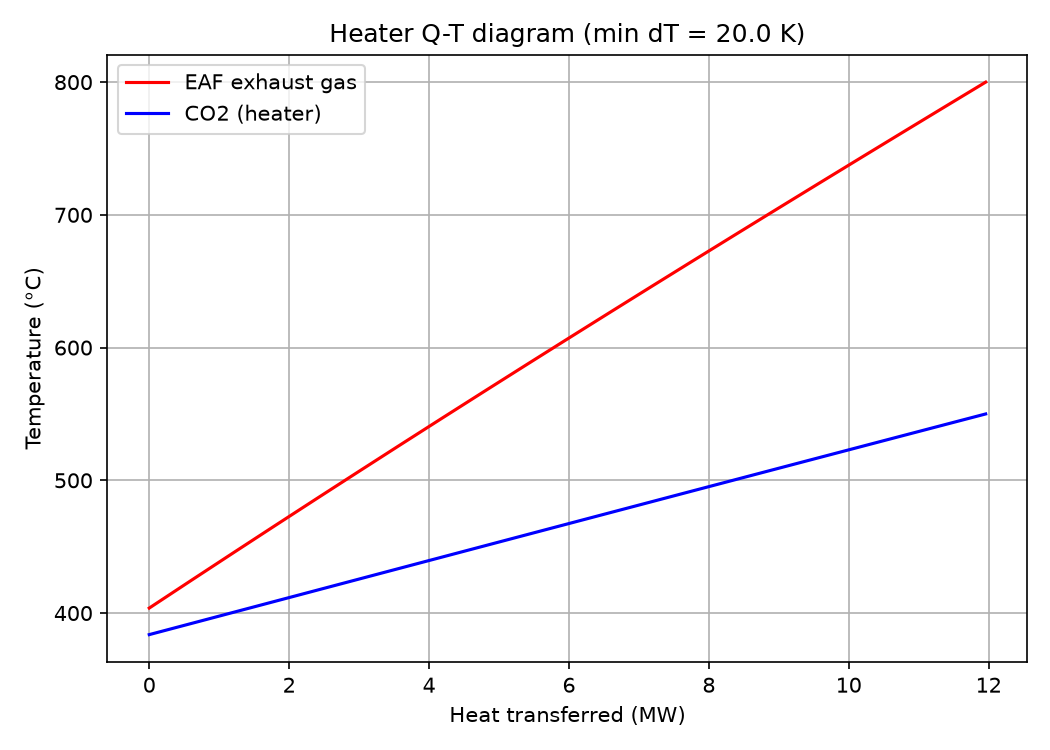 Heater Q-T diagram (min dT = 20.0 K)
EAF exhaust gas
CO2 (heater)
Temperature (°C)
800
700
600
500
400
0 2 4 6 8 10 12
Heat transferred (MW)